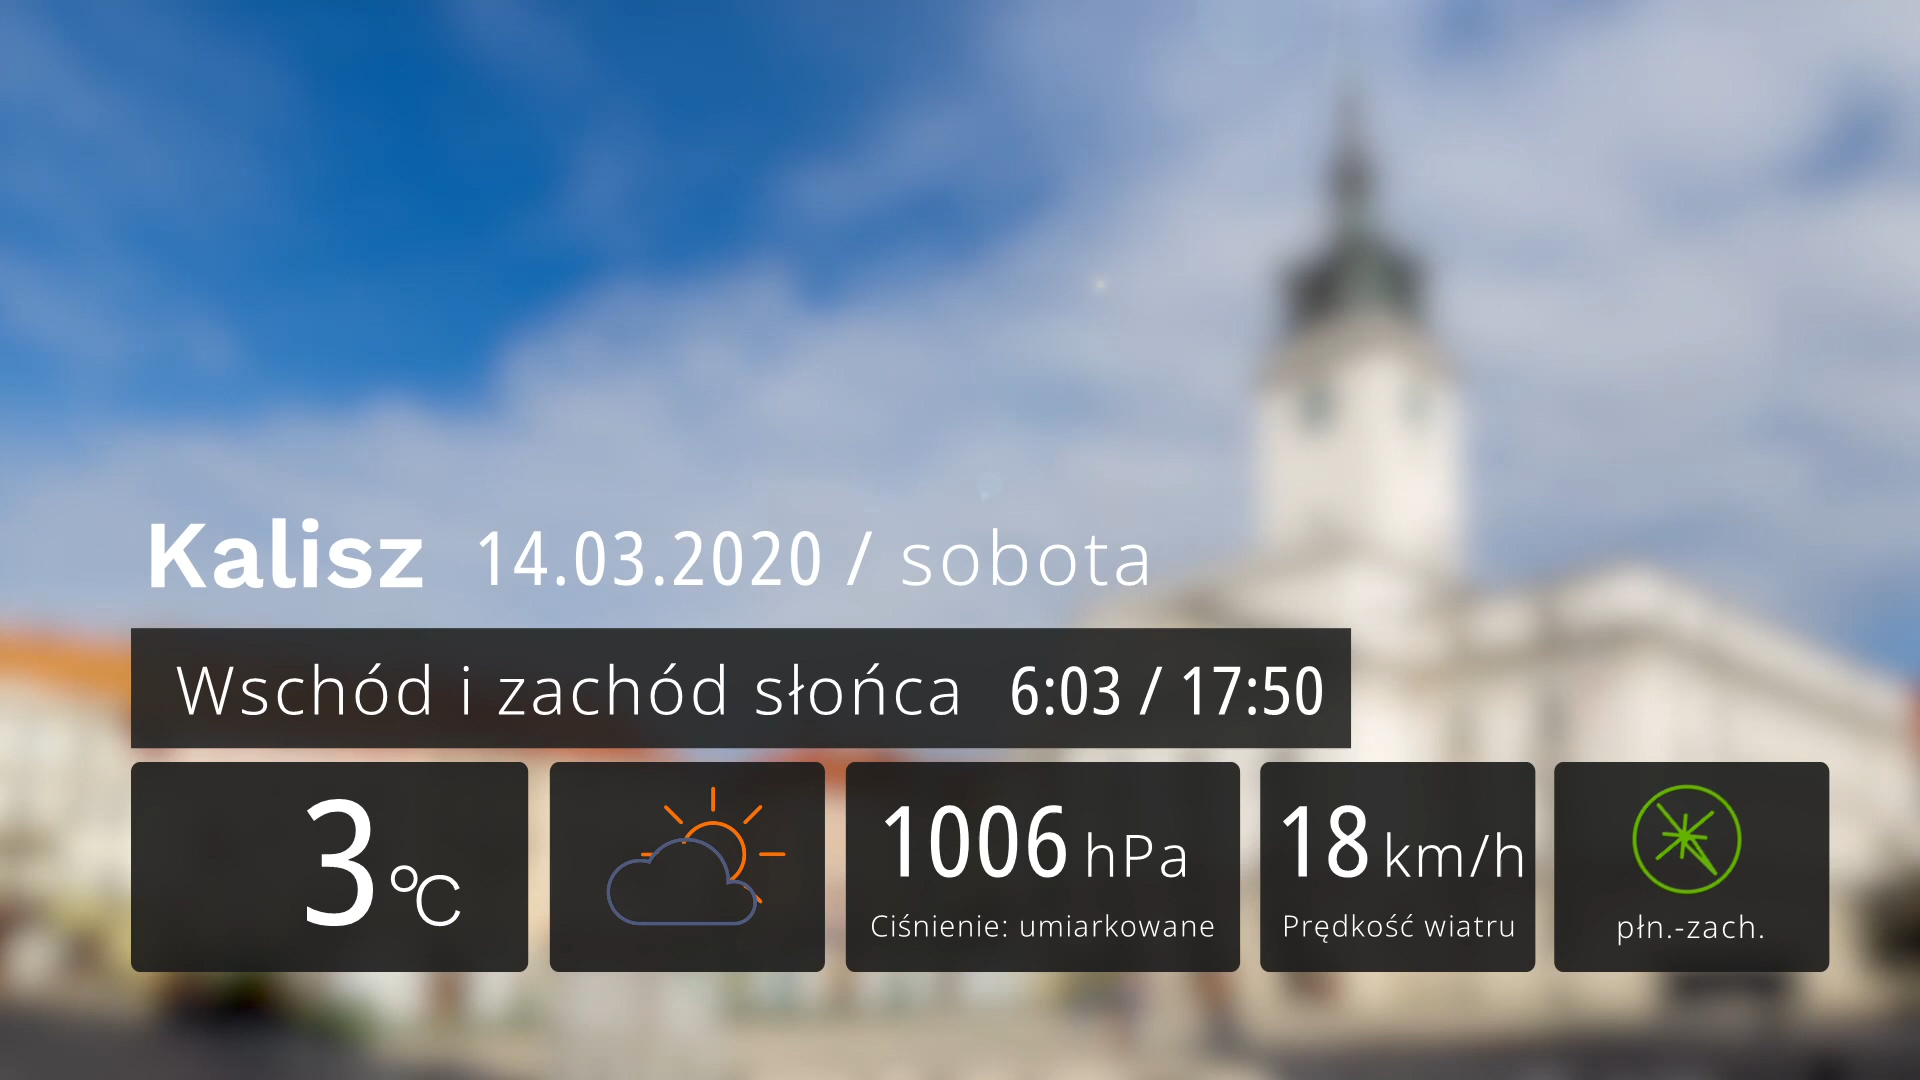 Kalisz 14.03.2020 / sobota
Wschód i zachód słońca 6:03 / 17:50
3 °C
1006 hPa
Ciśnienie: umiarkowane
18 km/h
Prędkość wiatru
płn.-zach.